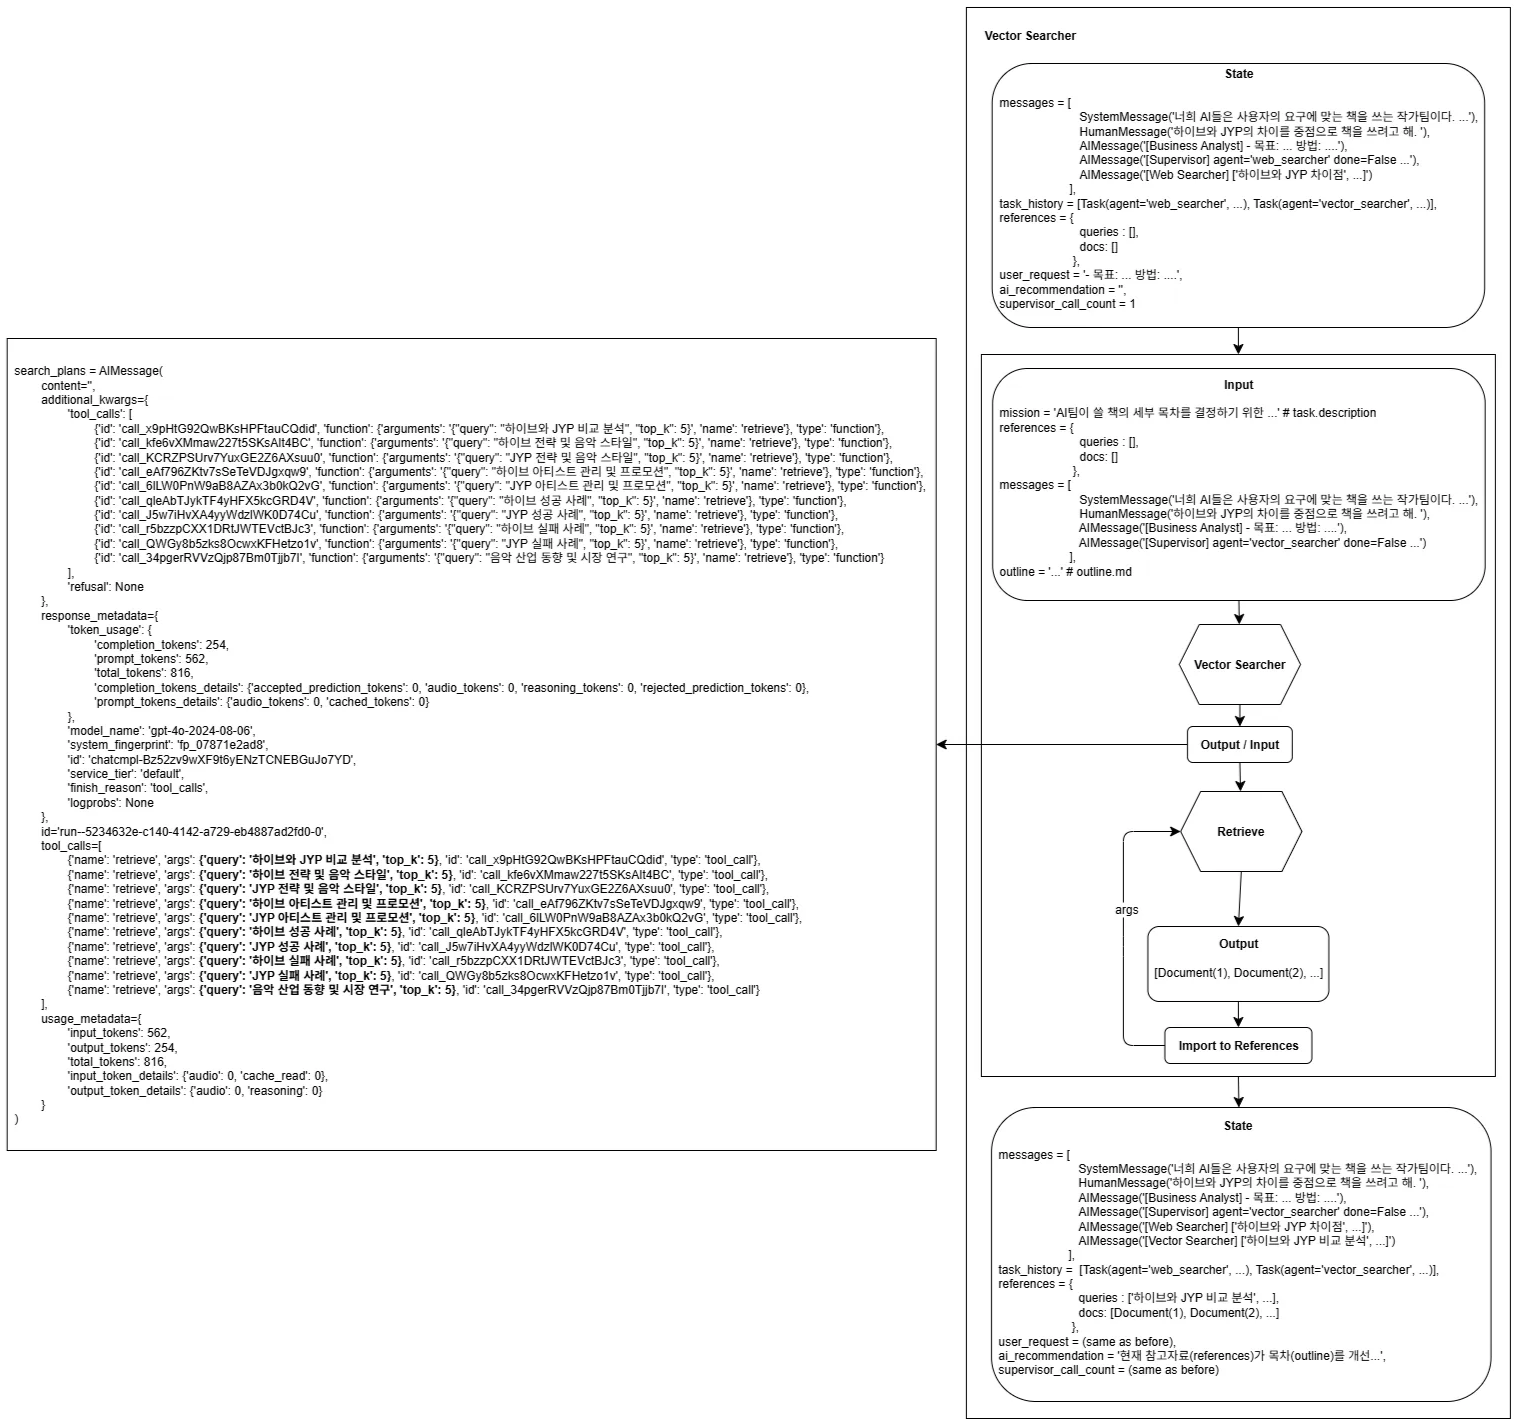 Vector Searcher
State
messages = [
SystemMessage('너희 AI들은 사용자의 요구에 맞는 책을 쓰는 작가팀이다. ...'),
HumanMessage('하이브와 JYP의 차이를 중점으로 책을 쓰려고 해. '),
AIMessage('[Business Analyst] - 목표: ... 방법: ....'),
AIMessage('[Supervisor] agent='web_searcher' done=False ...'),
AIMessage('[Web Searcher] ['하이브와 JYP 차이점', ...]')
],
task_history = [Task(agent='web_searcher', ...), Task(agent='vector_searcher', ...)],
references = {
queries : [],
docs: []
},
user_request = '- 목표: ... 방법: ....',
ai_recommendation = '',
supervisor_call_count = 1
Input
mission = 'AI팀이 쓸 책의 세부 목차를 결정하기 위한 ...' # task.description
references = {
queries : [],
docs: []
},
messages = [
SystemMessage('너희 AI들은 사용자의 요구에 맞는 책을 쓰는 작가팀이다. ...'),
HumanMessage('하이브와 JYP의 차이를 중점으로 책을 쓰려고 해. '),
AIMessage('[Business Analyst] - 목표: ... 방법: ....'),
AIMessage('[Supervisor] agent='vector_searcher' done=False ...')
],
outline = '...' # outline.md
Vector Searcher
Output / Input
search_plans = AIMessage(
content='',
additional_kwargs={
'tool_calls': [
{'id': 'call_x9pHtG92QwBKsHPFtauCQdid', 'function': {'arguments': '{"query": "하이브와 JYP 비교 분석", "top_k": 5}', 'name': 'retrieve'}, 'type': 'function'},
{'id': 'call_kfe6vXMmaw227t5SKsAlt4BC', 'function': {'arguments': '{"query": "하이브 전략 및 음악 스타일", "top_k": 5}', 'name': 'retrieve'}, 'type': 'function'},
{'id': 'call_KCRZPSUrv7YuxGE2Z6AXsuu0', 'function': {'arguments': '{"query": "JYP 전략 및 음악 스타일", "top_k": 5}', 'name': 'retrieve'}, 'type': 'function'},
{'id': 'call_eAf796ZKtv7sSeTeVDJgxqw9', 'function': {'arguments': '{"query": "하이브 아티스트 관리 및 프로모션", "top_k": 5}', 'name': 'retrieve'}, 'type': 'function'},
{'id': 'call_6ILW0PnW9aB8AZAx3b0kQ2vG', 'function': {'arguments': '{"query": "JYP 아티스트 관리 및 프로모션", "top_k": 5}', 'name': 'retrieve'}, 'type': 'function'},
{'id': 'call_qIeAbTJykTF4yHFX5kcGRD4V', 'function': {'arguments': '{"query": "하이브 성공 사례", "top_k": 5}', 'name': 'retrieve'}, 'type': 'function'},
{'id': 'call_J5w7iHvXA4yyWdzIWK0D74Cu', 'function': {'arguments': '{"query": "JYP 성공 사례", "top_k": 5}', 'name': 'retrieve'}, 'type': 'function'},
{'id': 'call_r5bzzpCXX1DRtJWTEVctBJc3', 'function': {'arguments': '{"query": "하이브 실패 사례", "top_k": 5}', 'name': 'retrieve'}, 'type': 'function'},
{'id': 'call_QWGy8b5zks8OcwxKFHetzo1v', 'function': {'arguments': '{"query": "JYP 실패 사례", "top_k": 5}', 'name': 'retrieve'}, 'type': 'function'},
{'id': 'call_34pgerRVVzQjp87Bm0Tjjb7I', 'function': {'arguments': '{"query": "음악 산업 동향 및 시장 연구", "top_k": 5}', 'name': 'retrieve'}, 'type': 'function'}
],
'refusal': None
},
response_metadata={
'token_usage': {
'completion_tokens': 254,
'prompt_tokens': 562,
'total_tokens': 816,
'completion_tokens_details': {'accepted_prediction_tokens': 0, 'audio_tokens': 0, 'reasoning_tokens': 0, 'rejected_prediction_tokens': 0},
'prompt_tokens_details': {'audio_tokens': 0, 'cached_tokens': 0}
},
'model_name': 'gpt-4o-2024-08-06',
'system_fingerprint': 'fp_07871e2ad8',
'id': 'chatcmpl-Bz52zv9wXF9t6yENzTCNEBGuJo7YD',
'service_tier': 'default',
'finish_reason': 'tool_calls',
'logprobs': None
},
id='run--5234632e-c140-4142-a729-eb4887ad2fd0-0',
tool_calls=[
{'name': 'retrieve', 'args': {'query': '하이브와 JYP 비교 분석', 'top_k': 5}, 'id': 'call_x9pHtG92QwBKsHPFtauCQdid', 'type': 'tool_call'},
{'name': 'retrieve', 'args': {'query': '하이브 전략 및 음악 스타일', 'top_k': 5}, 'id': 'call_kfe6vXMmaw227t5SKsAlt4BC', 'type': 'tool_call'},
{'name': 'retrieve', 'args': {'query': 'JYP 전략 및 음악 스타일', 'top_k': 5}, 'id': 'call_KCRZPSUrv7YuxGE2Z6AXsuu0', 'type': 'tool_call'},
{'name': 'retrieve', 'args': {'query': '하이브 아티스트 관리 및 프로모션', 'top_k': 5}, 'id': 'call_eAf796ZKtv7sSeTeVDJgxqw9', 'type': 'tool_call'},
{'name': 'retrieve', 'args': {'query': 'JYP 아티스트 관리 및 프로모션', 'top_k': 5}, 'id': 'call_6ILW0PnW9aB8AZAx3b0kQ2vG', 'type': 'tool_call'},
{'name': 'retrieve', 'args': {'query': '하이브 성공 사례', 'top_k': 5}, 'id': 'call_qIeAbTJykTF4yHFX5kcGRD4V', 'type': 'tool_call'},
{'name': 'retrieve', 'args': {'query': 'JYP 성공 사례', 'top_k': 5}, 'id': 'call_J5w7iHvXA4yyWdzIWK0D74Cu', 'type': 'tool_call'},
{'name': 'retrieve', 'args': {'query': '하이브 실패 사례', 'top_k': 5}, 'id': 'call_r5bzzpCXX1DRtJWTEVctBJc3', 'type': 'tool_call'},
{'name': 'retrieve', 'args': {'query': 'JYP 실패 사례', 'top_k': 5}, 'id': 'call_QWGy8b5zks8OcwxKFHetzo1v', 'type': 'tool_call'},
{'name': 'retrieve', 'args': {'query': '음악 산업 동향 및 시장 연구', 'top_k': 5}, 'id': 'call_34pgerRVVzQjp87Bm0Tjjb7I', 'type': 'tool_call'}
],
usage_metadata={
'input_tokens': 562,
'output_tokens': 254,
'total_tokens': 816,
'input_token_details': {'audio': 0, 'cache_read': 0},
'output_token_details': {'audio': 0, 'reasoning': 0}
}
)
Retrieve
args
Output
[Document(1), Document(2), ...]
Import to References
State
messages = [
SystemMessage('너희 AI들은 사용자의 요구에 맞는 책을 쓰는 작가팀이다. ...'),
HumanMessage('하이브와 JYP의 차이를 중점으로 책을 쓰려고 해. '),
AIMessage('[Business Analyst] - 목표: ... 방법: ....'),
AIMessage('[Supervisor] agent='vector_searcher' done=False ...'),
AIMessage('[Web Searcher] ['하이브와 JYP 차이점', ...]'),
AIMessage('[Vector Searcher] ['하이브와 JYP 비교 분석', ...]')
],
task_history =  [Task(agent='web_searcher', ...), Task(agent='vector_searcher', ...)],
references = {
queries : ['하이브와 JYP 비교 분석', ...],
docs: [Document(1), Document(2), ...]
},
user_request = (same as before),
ai_recommendation = '현재 참고자료(references)가 목차(outline)를 개선...',
supervisor_call_count = (same as before)